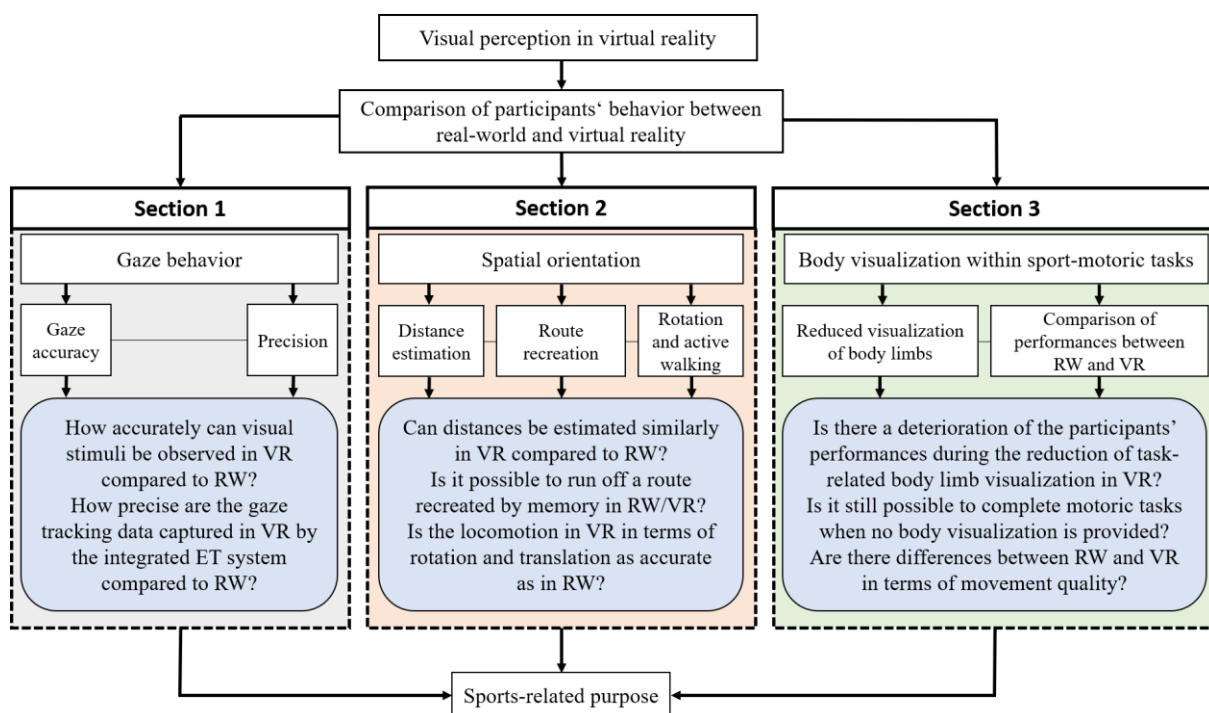 Visual perception in virtual reality
Comparison of participants‘ behavior between
real-world and virtual reality
Section 1
Gaze behavior
Gaze
accuracy
Precision
How accurately can visual
stimuli be observed in VR
compared to RW?
How precise are the gaze
tracking data captured in VR by
the integrated ET system
compared to RW?
Section 2
Spatial orientation
Distance
estimation
Route
recreation
Rotation
and active
walking
Can distances be estimated similarly
in VR compared to RW?
Is it possible to run off a route
recreated by memory in RW/VR?
Is the locomotion in VR in terms of
rotation and translation as accurate
as in RW?
Section 3
Body visualization within sport-motoric tasks
Reduced visualization
of body limbs
Comparison of
performances between
RW and VR
Is there a deterioration of the participants’
performances during the reduction of task-
related body limb visualization in VR?
Is it still possible to complete motoric tasks
when no body visualization is provided?
Are there differences between RW and VR
in terms of movement quality?
Sports-related purpose